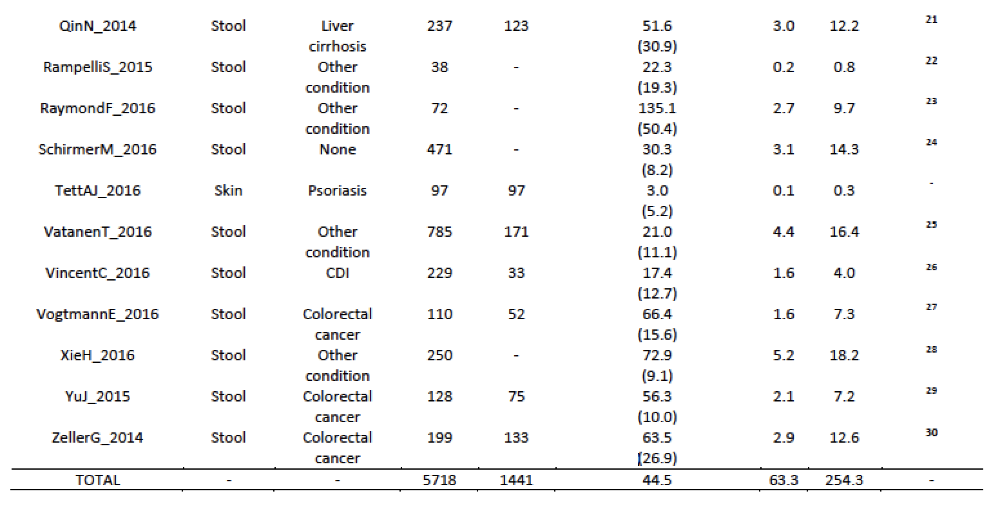 QinN_2014 Stool Liver 237 123 51.6 3.0 12.2 21
cirrhosis (30.9)
RampelliS_2015 Stool Other 38 - 22.3 0.2 0.8 22
condition (19.3)
RaymondF_2016 Stool Other 72 - 135.1 2.7 9.7 23
condition (50.4)
SchirmerM_2016 Stool None 471 - 30.3 3.1 14.3 24
(8.2)
TettAJ_2016 Skin Psoriasis 97 97 3.0 0.1 0.3 -
(5.2)
VatanenT_2016 Stool Other 785 171 21.0 4.4 16.4 25
condition (11.1)
VincentC_2016 Stool CDI 229 33 17.4 1.6 4.0 26
(12.7)
VogtmannE_2016 Stool Colorectal 110 52 66.4 1.6 7.3 27
cancer (15.6)
XieH_2016 Stool Other 250 - 72.9 5.2 18.2 28
condition (9.1)
YuJ_2015 Stool Colorectal 128 75 56.3 2.1 7.2 29
cancer (10.0)
ZellerG_2014 Stool Colorectal 199 133 63.5 2.9 12.6 30
cancer (26.9)
TOTAL - - 5718 1441 44.5 63.3 254.3 -